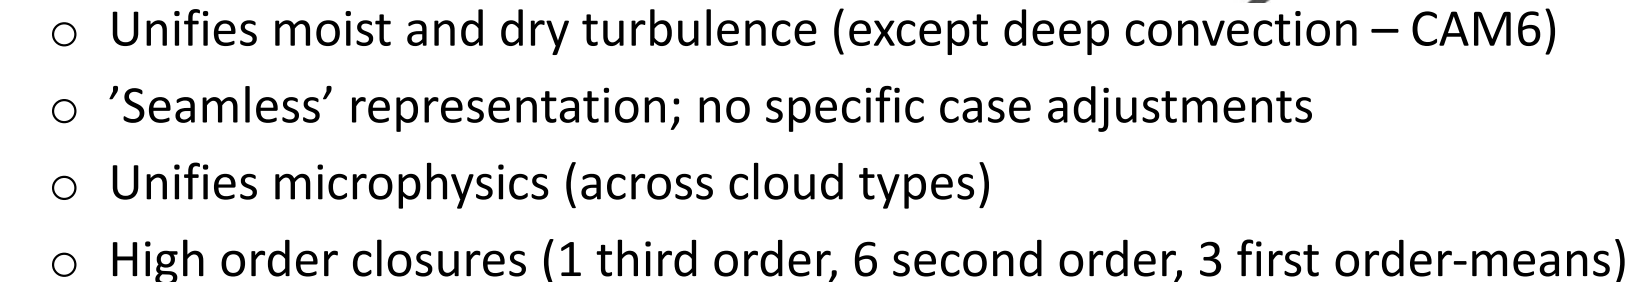 ○ Unifies moist and dry turbulence (except deep convection – CAM6)
○ ’Seamless’ representation; no specific case adjustments
○ Unifies microphysics (across cloud types)
○ High order closures (1 third order, 6 second order, 3 first order-means)